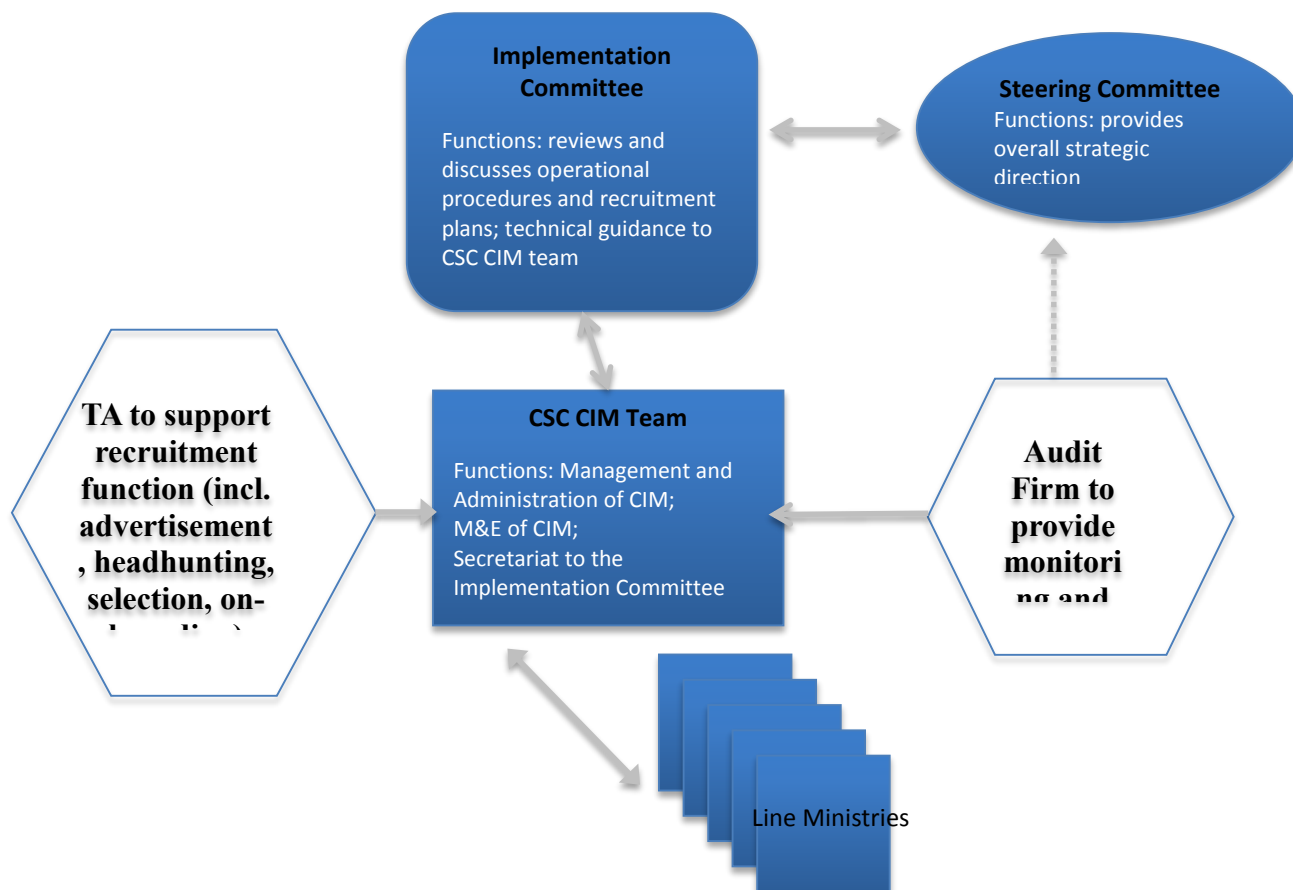 Implementation
Committee
Functions: reviews and
discusses operational
procedures and recruitment
plans; technical guidance to
CSC CIM team
Steering Committee
Functions: provides
overall strategic
direction
TA to support
recruitment
function (incl.
advertisement
, headhunting,
selection, on-
CSC CIM Team
Functions: Management and
Administration of CIM;
M&E of CIM;
Secretariat to the
Implementation Committee
Audit
Firm to
provide
monitori
ng and
Line Ministries